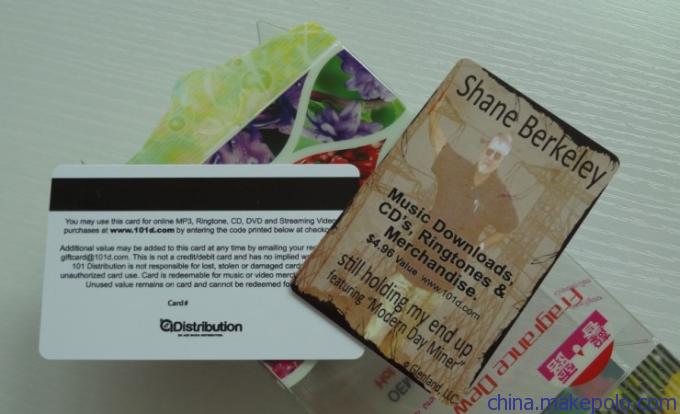 You may use this card for online MP3, Ringtone, CD, DVD and Streaming Video
purchases at www.101d.com by entering the code printed below at
Additional value may be added to this card at any time by emailing your
giftcard@101d.com. This is not a credit/debit card and has no implied
101 Distribution is not responsible for lost, stolen or damaged
unauthorized card use. Card is redeemable for music or video
Unused value remains on card and cannot be redeemed
Card#
Distribution
Shane Berkeley
Music Downloads,
CD's, Ringtones &
Merchandise.
$4.96 Value www.101d.com
still holding my end up
featuring "Modern Day Miner"
Glenland, LLC
Fragrance Dew
OEM
china.makepolo.com